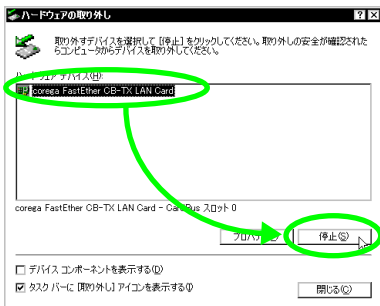 ハードウェアの取り外し
取り外すデバイスを選択して [停止] をクリックしてください。取り外しの安全が確認された
らコンピュータからデバイスを取り外してください。
ハードウェア デバイス(H):
corega FastEther CB-TX LAN Card
corega FastEther CB-TX LAN Card - CardBus スロット 0
停止(S)
デバイス コンポーネントを表示する(D)
タスク バーに [取り外し] アイコンを表示する(I)
閉じる(C)